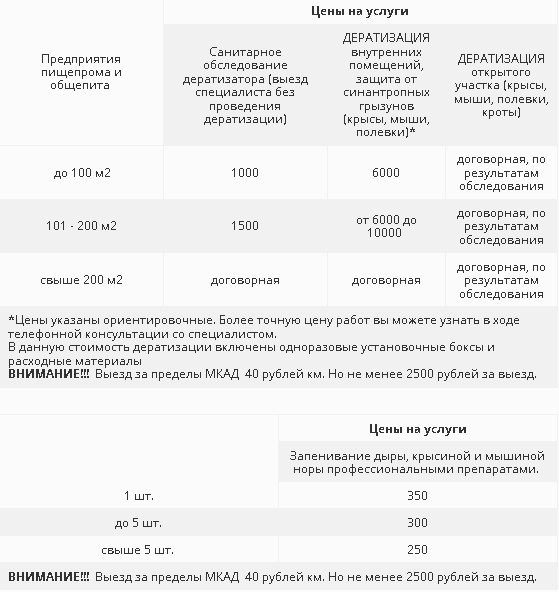 Цены на услуги
Предприятия
пищепрома и
общепита
Санитарное
обследование
дератизатора (выезд
специалиста без
проведения
дератизации)
ДЕРАТИЗАЦИЯ
внутренних
помещений,
защита от
синантропных
грызунов
(крысы, мыши,
полевки)*
ДЕРАТИЗАЦИЯ
открытого
участка (крысы,
мыши, полевки,
кроты)
до 100 м2
1000
6000
договорная, по
результатам
обследования
101 - 200 м2
1500
от 6000 до
10000
договорная, по
результатам
обследования
свыше 200 м2
договорная
договорная
договорная, по
результатам
обследования
*Цены указаны ориентировочные. Более точную цену работ вы можете узнать в ходе
телефонной консультации со специалистом.
В данную стоимость дератизации включены одноразовые установочные боксы и
расходные материалы
ВНИМАНИЕ!!! Выезд за пределы МКАД 40 рублей км. Но не менее 2500 рублей за выезд.
Цены на услуги
Запенивание дыры, крысиной и мышиной
норы профессиональными препаратами.
1 шт.
350
до 5 шт.
300
свыше 5 шт.
250
ВНИМАНИЕ!!! Выезд за пределы МКАД 40 рублей км. Но не менее 2500 рублей за выезд.